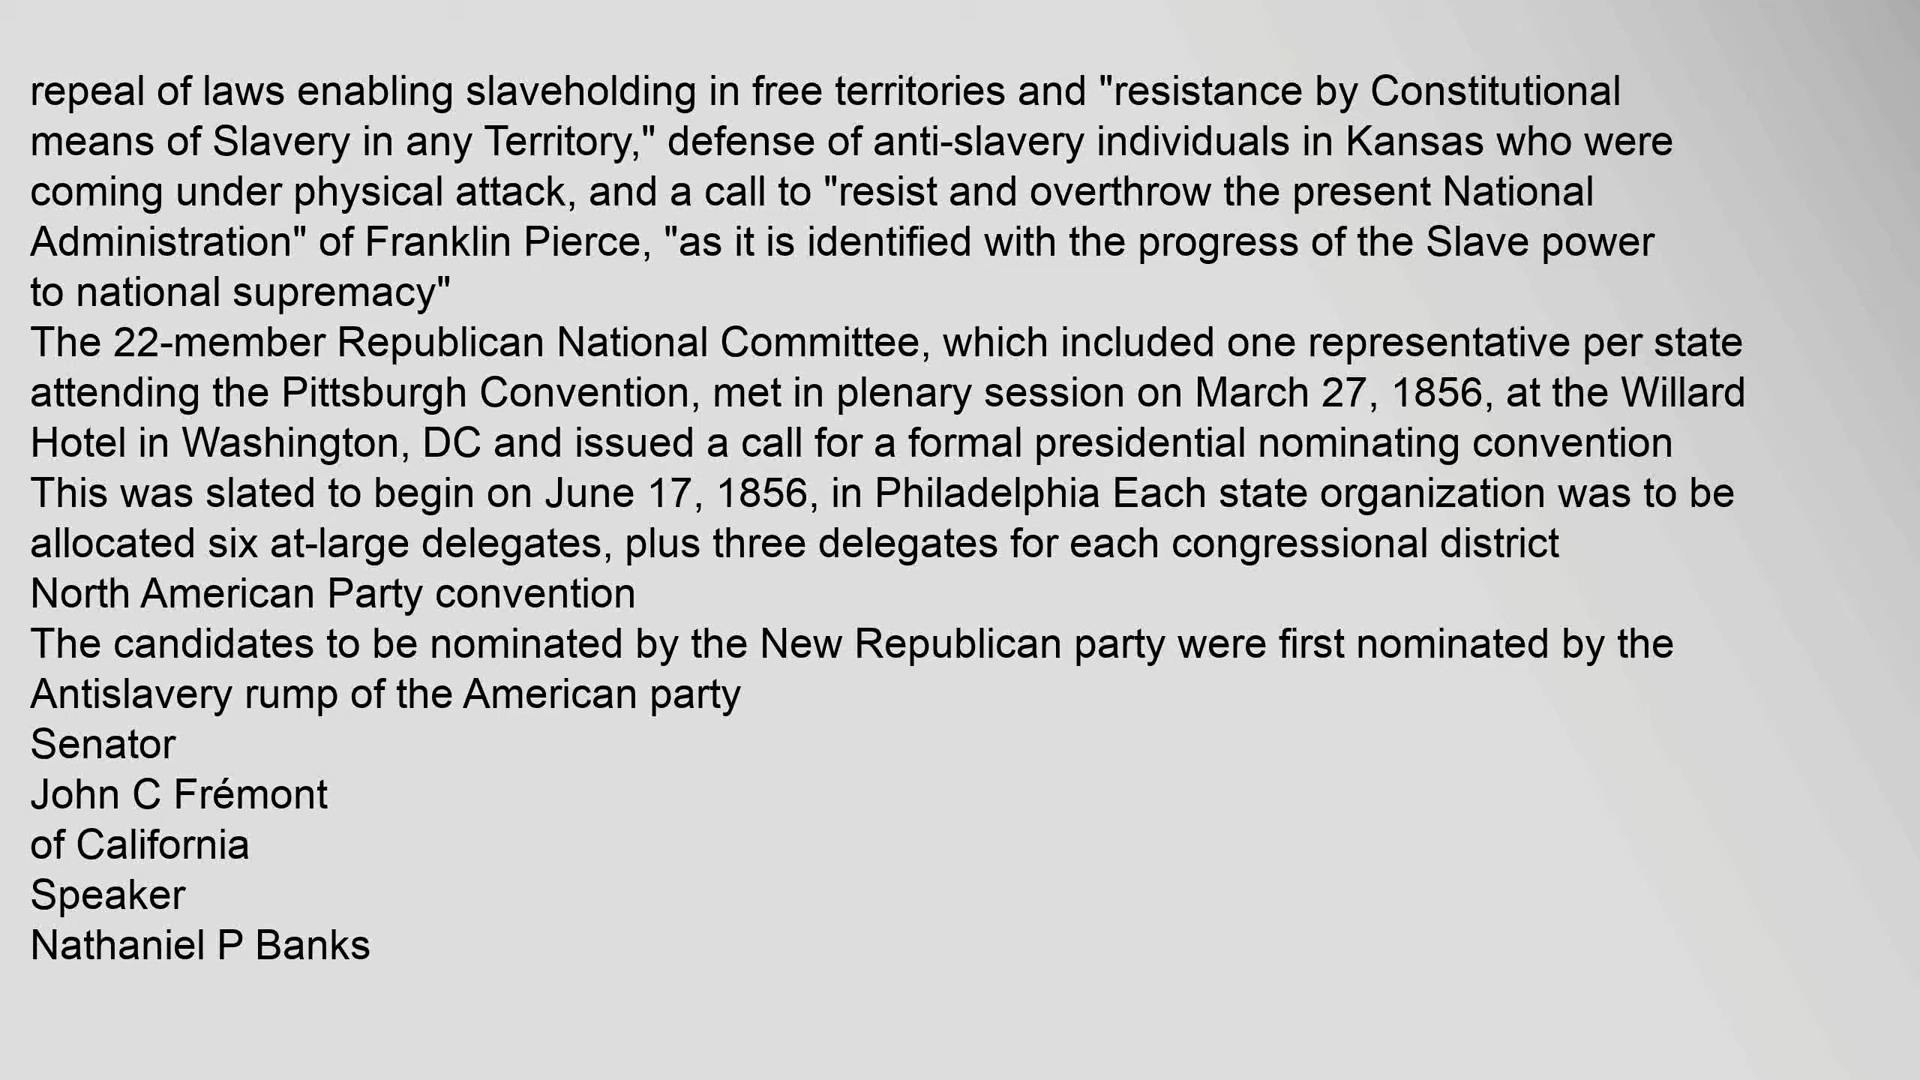 repeal of laws enabling slaveholding in free territories and "resistance by Constitutional
means of Slavery in any Territory," defense of anti-slavery individuals in Kansas who were
coming under physical attack, and a call to "resist and overthrow the present National
Administration" of Franklin Pierce, "as it is identified with the progress of the Slave power
to national supremacy"
The 22-member Republican National Committee, which included one representative per state
attending the Pittsburgh Convention, met in plenary session on March 27, 1856, at the Willard
Hotel in Washington, DC and issued a call for a formal presidential nominating convention
This was slated to begin on June 17, 1856, in Philadelphia Each state organization was to be
allocated six at-large delegates, plus three delegates for each congressional district
North American Party convention
The candidates to be nominated by the New Republican party were first nominated by the
Antislavery rump of the American party
Senator
John C Frémont
of California
Speaker
Nathaniel P Banks